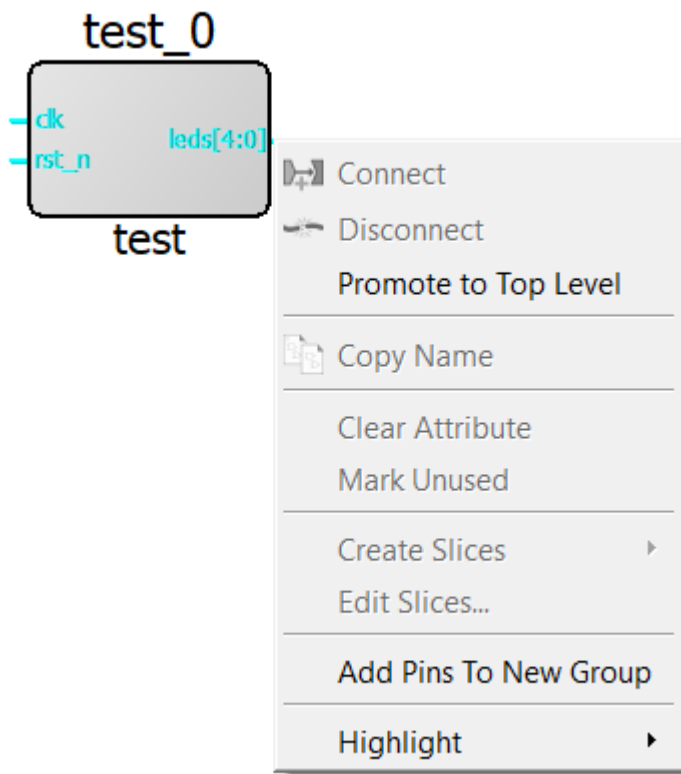 test_0
clk
leds[4:0]
rst_n
test
Connect
Disconnect
Promote to Top Level
Copy Name
Clear Attribute
Mark Unused
Create Slices
Edit Slices...
Add Pins To New Group
Highlight